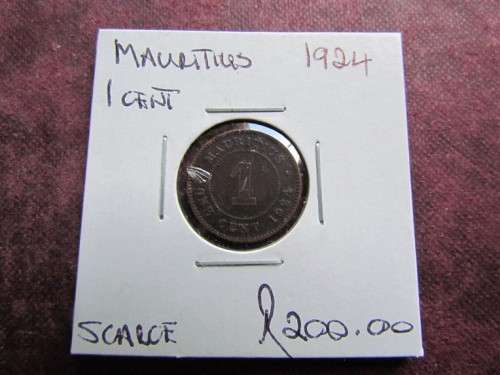 MAURITIUS 1924
1 CENT
MAURITIUS
1
ONE CENT 1924
SCARCE R200.00